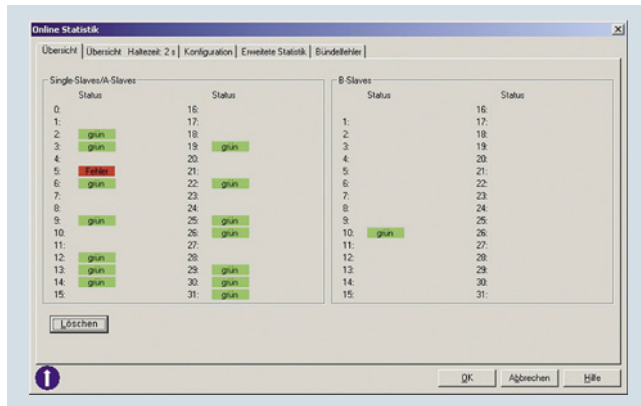 Online Statistik
Übersicht Übersicht Haltezeit: 2 s Konfiguration Erweitete Statistik Bündelfehler
Single-Slaves/A-Slaves B-Slaves
Status Status Status Status
0: 16: 16:
1: 17: 1: 17:
2: grün 18: 2: 18:
3: grün 19: grün 3: 19:
4: 20: 4: 20:
5: Fehler 21: 5: 21:
6: grün 22: grün 6: 22:
7: 23: 7: 23:
8: 24: 8: 24:
9: grün 25: grün 9: 25:
10: 26: grün 10: grün 26:
11: 27: 11: 27:
12: grün 28: 12: 28:
13: grün 29: grün 13: 29:
14: grün 30: grün 14: 30:
15: 31: grün 15: 31:
Löschen
OK Abbrechen Hilfe